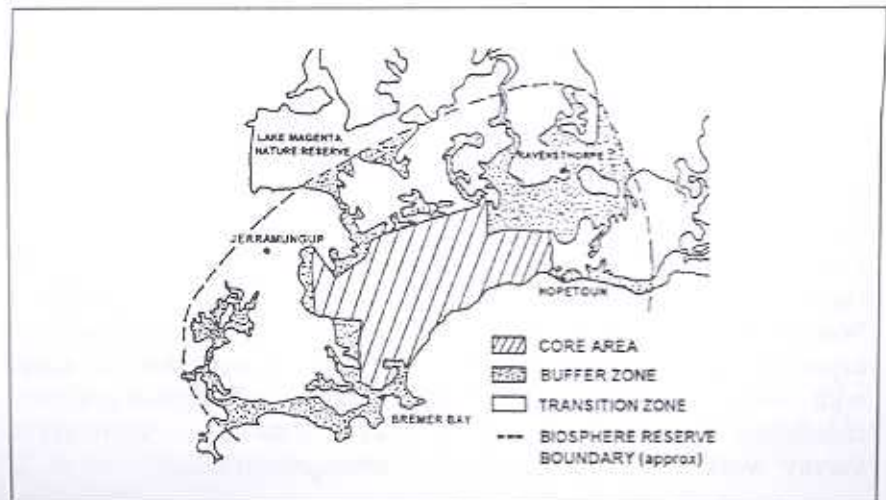 LAKE MAGENTA
NATURE RESERVE
RAVENSTHORPE
JERRAMUNGUP
HOPETOUN
CORE AREA
BUFFER ZONE
TRANSITION ZONE
BREMER BAY
BIOSPHERE RESERVE
BOUNDARY (approx)